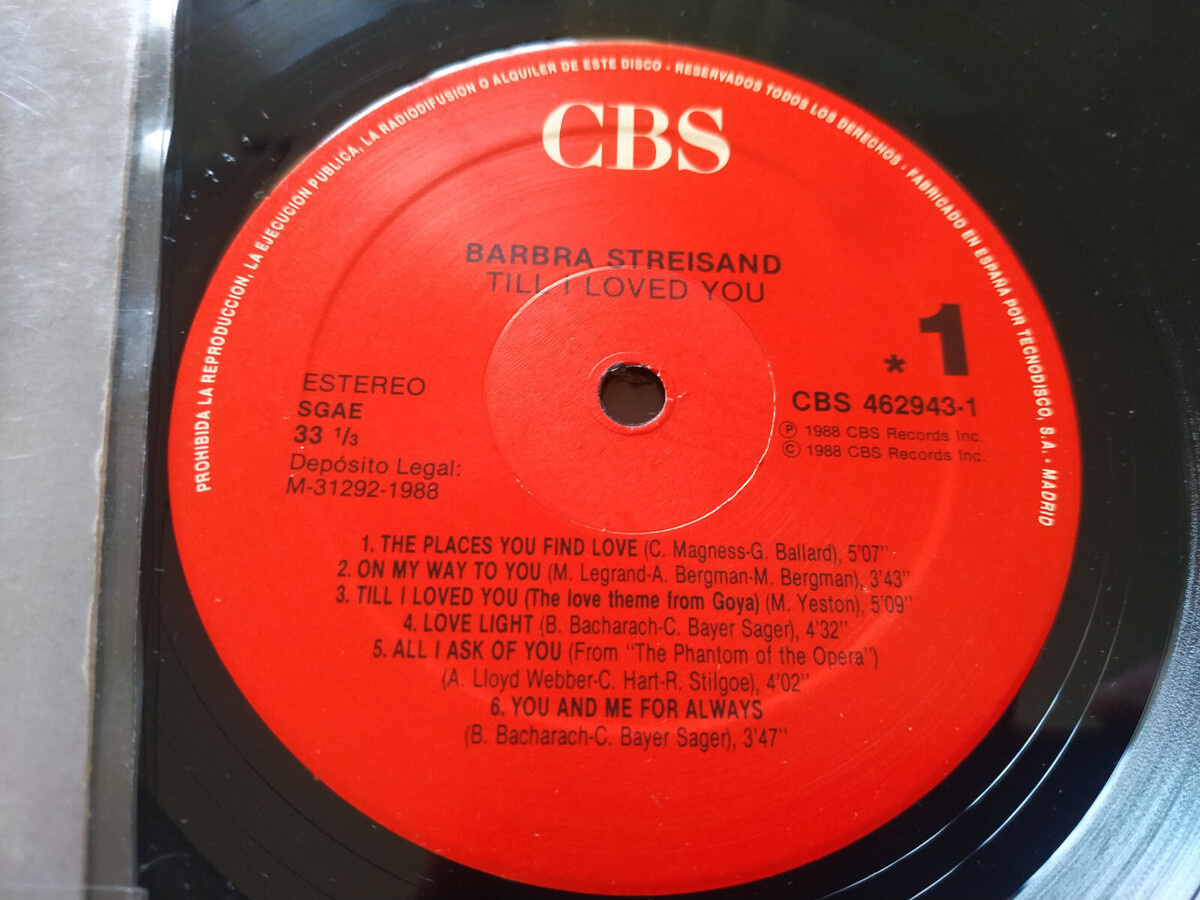 PROHIBIDA LA REPRODUCCION, LA EJECUCION PUBLICA, LA RADIODIFUSION O ALQUILER DE ESTE DISCO - RESERVADOS TODOS LOS DERECHOS - FABRICADO EN ESPAÑA POR TECNODISCO, S.A. - MADRID
CBS
BARBRA STREISAND
TILL I LOVED YOU
* 1
ESTEREO
SGAE
33 1/3
Depósito Legal:
M-31292-1988
CBS 462943-1
Ⓟ 1988 CBS Records Inc.
© 1988 CBS Records Inc.
1. THE PLACES YOU FIND LOVE (C. Magness-G. Ballard), 5'07"
2. ON MY WAY TO YOU (M. Legrand-A. Bergman-M. Bergman), 3'43"
3. TILL I LOVED YOU (The love theme from Goya) (M. Yeston), 5'09"
4. LOVE LIGHT (B. Bacharach-C. Bayer Sager), 4'32"
5. ALL I ASK OF YOU (From "The Phantom of the Opera")
(A. Lloyd Webber-C. Hart-R. Stilgoe), 4'02"
6. YOU AND ME FOR ALWAYS
(B. Bacharach-C. Bayer Sager), 3'47"